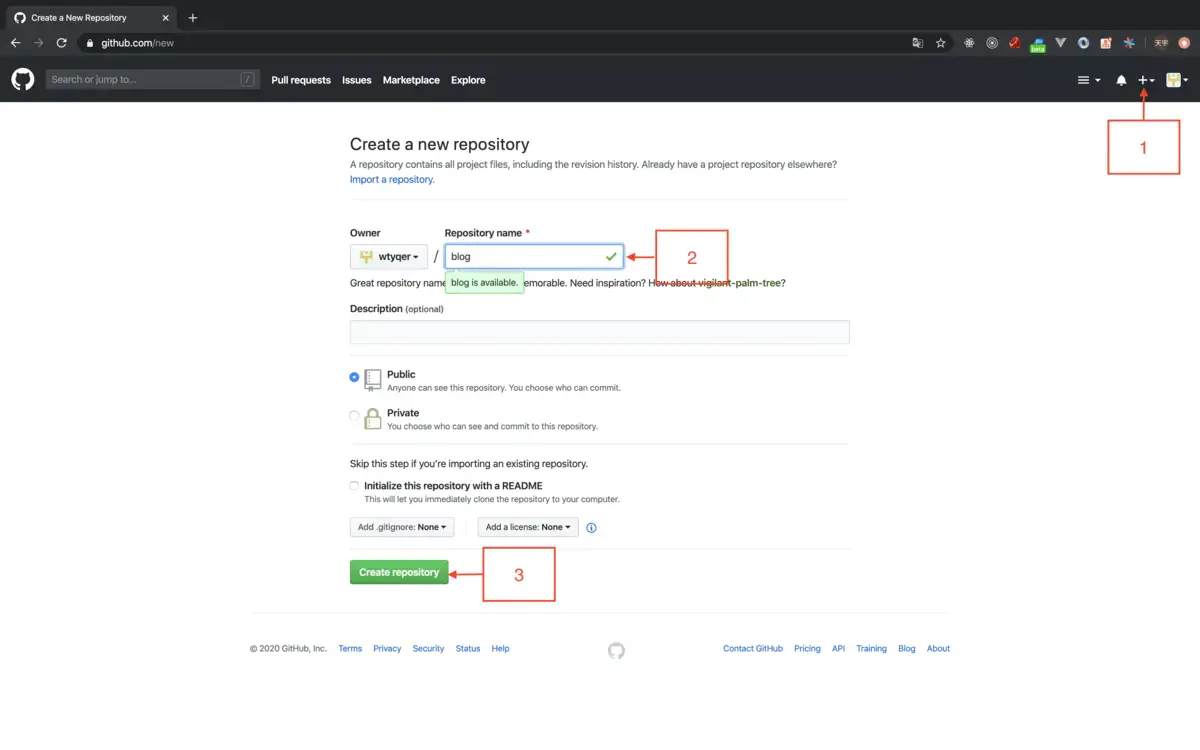 Create a New Repository
github.com/new
beta
天宇
Search or jump to...
/
Pull requests Issues Marketplace Explore
1
Create a new repository
A repository contains all project files, including the revision history. Already have a project repository elsewhere?
Import a repository.
Owner Repository name *
wtyqer / blog
2
Great repository name blog is available. emorable. Need inspiration? How about vigilant-palm-tree?
Description (optional)
Public
Anyone can see this repository. You choose who can commit.
Private
You choose who can see and commit to this repository.
Skip this step if you're importing an existing repository.
Initialize this repository with a README
This will let you immediately clone the repository to your computer.
Add .gitignore: None Add a license: None
Create repository
3
© 2020 GitHub, Inc. Terms Privacy Security Status Help Contact GitHub Pricing API Training Blog About